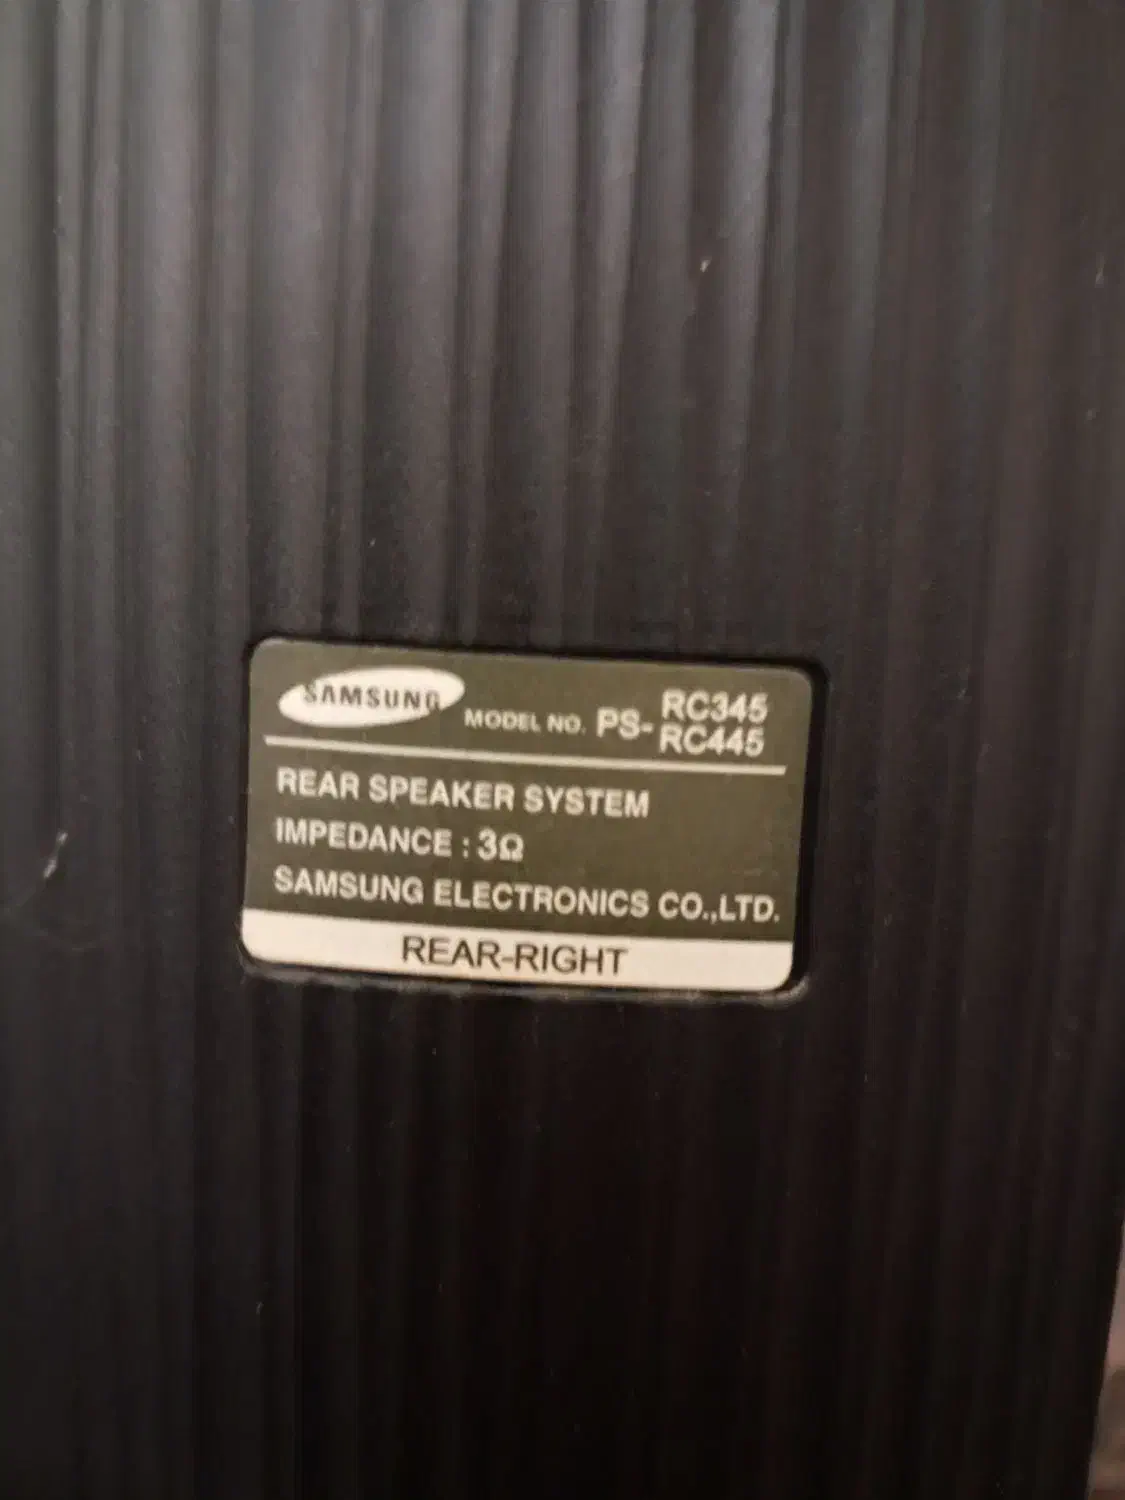 SAMSUNG MODEL NO. PS-RC345
RC445
REAR SPEAKER SYSTEM
IMPEDANCE : 3Ω
SAMSUNG ELECTRONICS CO.,LTD.
REAR-RIGHT